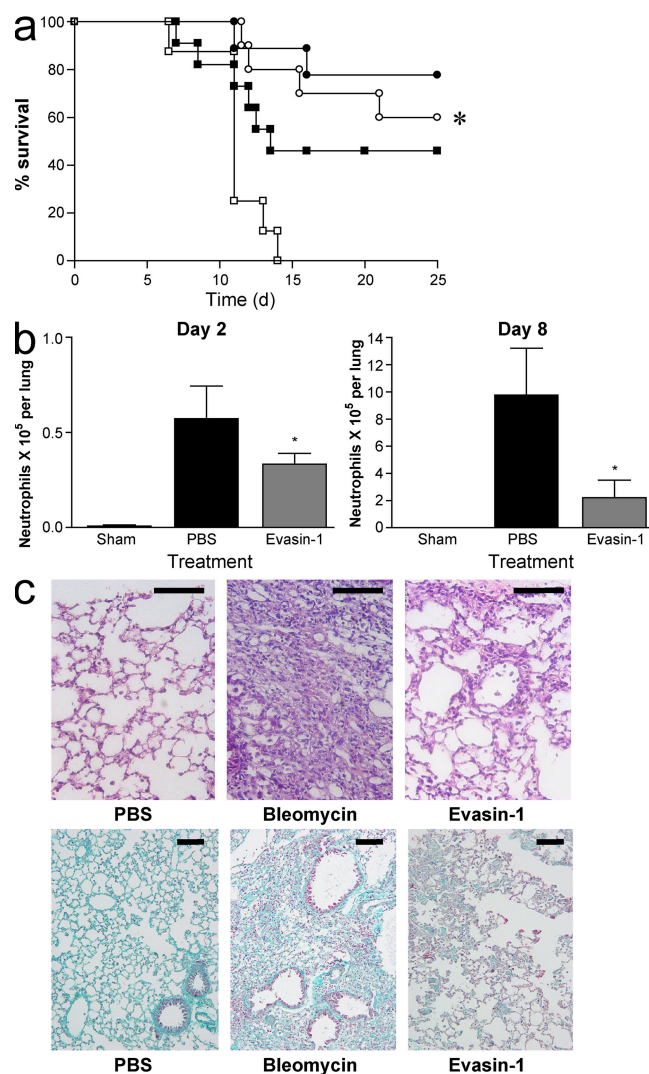 a
% survival
100
80
60
40
20
0
*
0 5 10 15 20 25
Time (d)
b
Day 2
Neutrophils X 10⁵ per lung
1.0
0.5
0.0
*
Sham PBS Evasin-1
Treatment
Day 8
Neutrophils X 10⁵ per lung
14
12
10
8
6
4
2
0
*
Sham PBS Evasin-1
Treatment
c
PBS Bleomycin Evasin-1
PBS Bleomycin Evasin-1